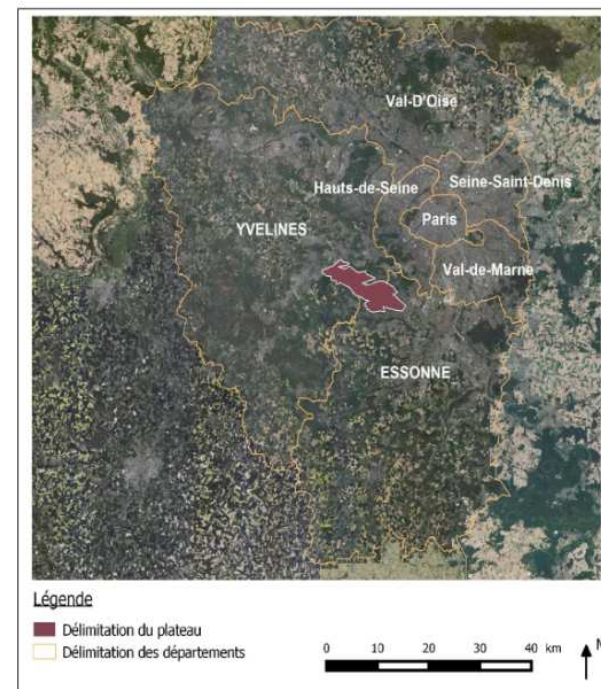 Val-D'Oise
Hauts-de-Seine
Seine-Saint-Denis
Paris
YVELINES
Val-de-Marne
ESSONNE
Légende
Délimitation du plateau
Délimitation des départements
0 10 20 30 40 km
N